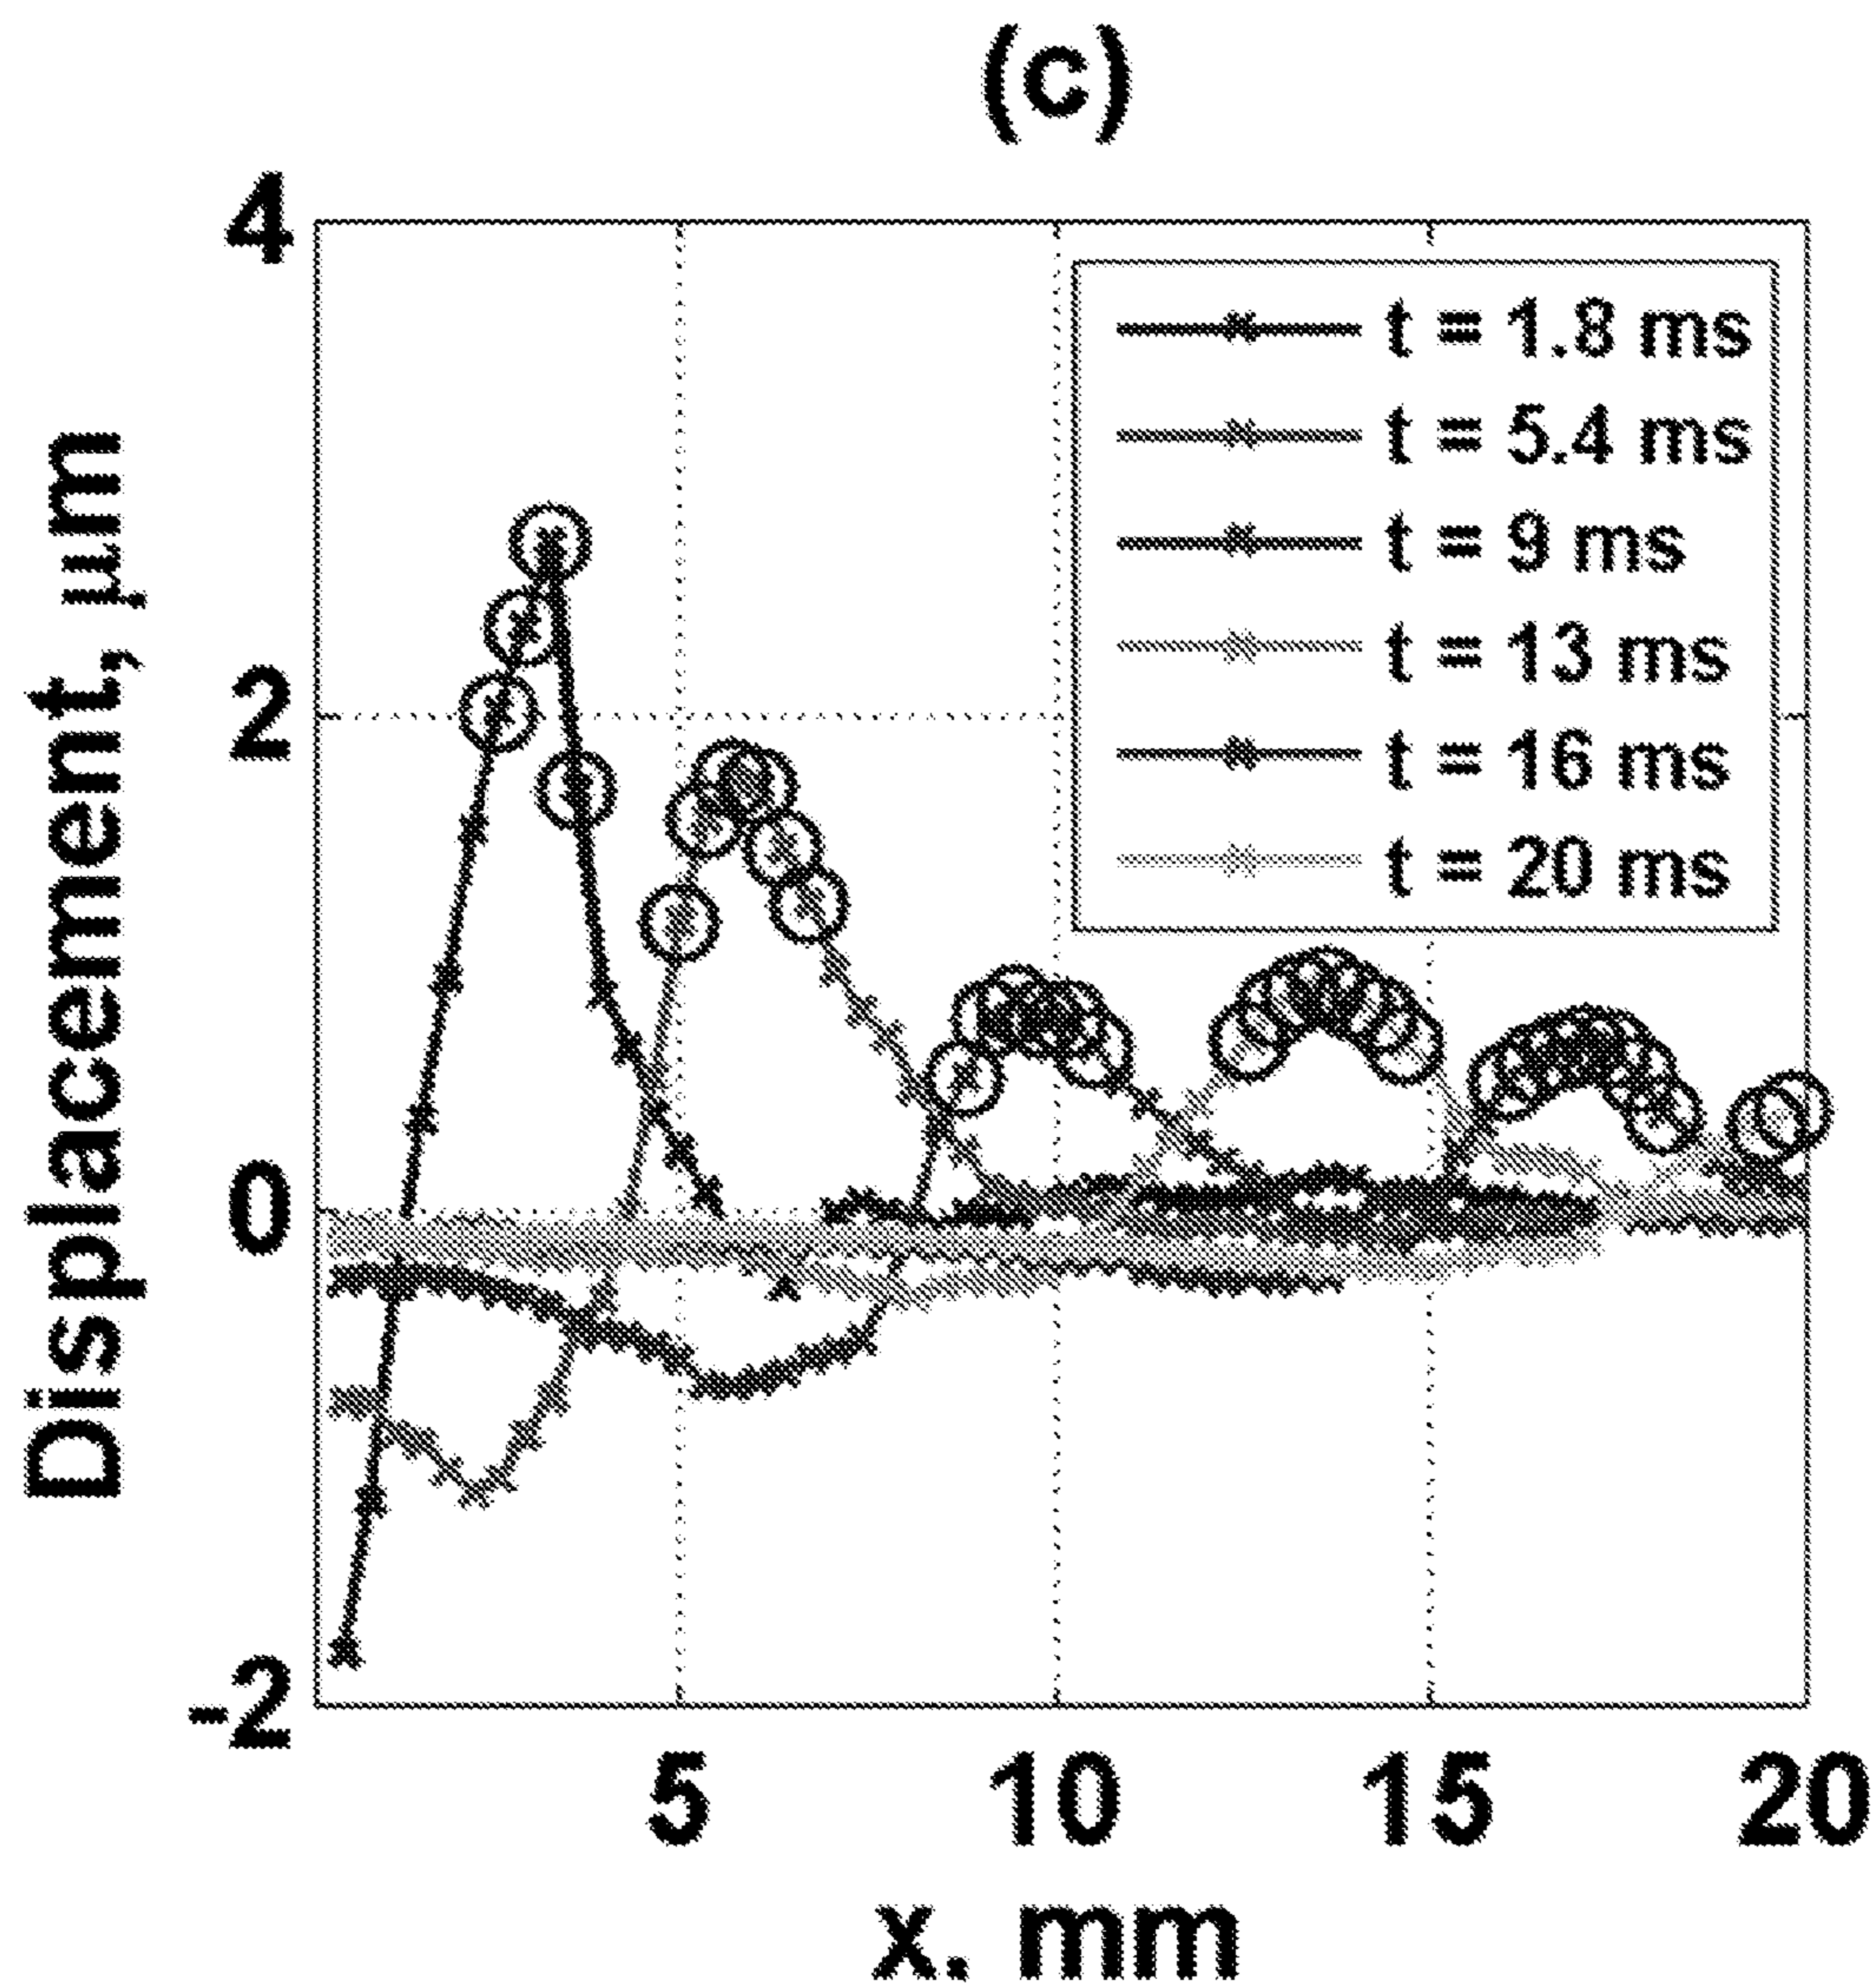 (c)
4
2
0
-2
Displacement, μm
t = 1.8 ms
t = 5.4 ms
t = 9 ms
t = 13 ms
t = 16 ms
t = 20 ms
5 10 15 20
x. mm